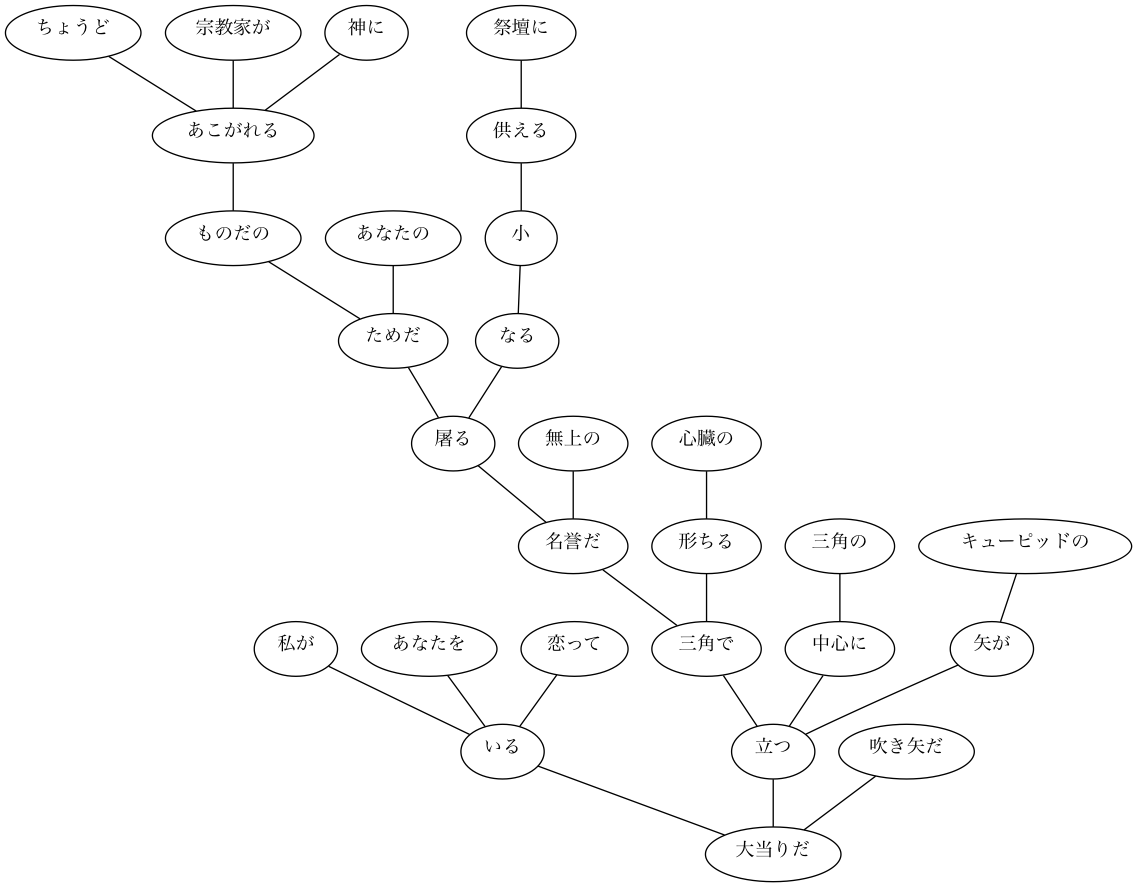 ちょうど 宗教家が 神に 祭壇に
あこがれる 供える
ものだの あなたの 小
ためだ なる
屠る 無上の 心臓の
名誉だ 形ちる 三角の キューピッドの
私が あなたを 恋って 三角で 中心に 矢が
いる 立つ 吹き矢だ
大当りだ